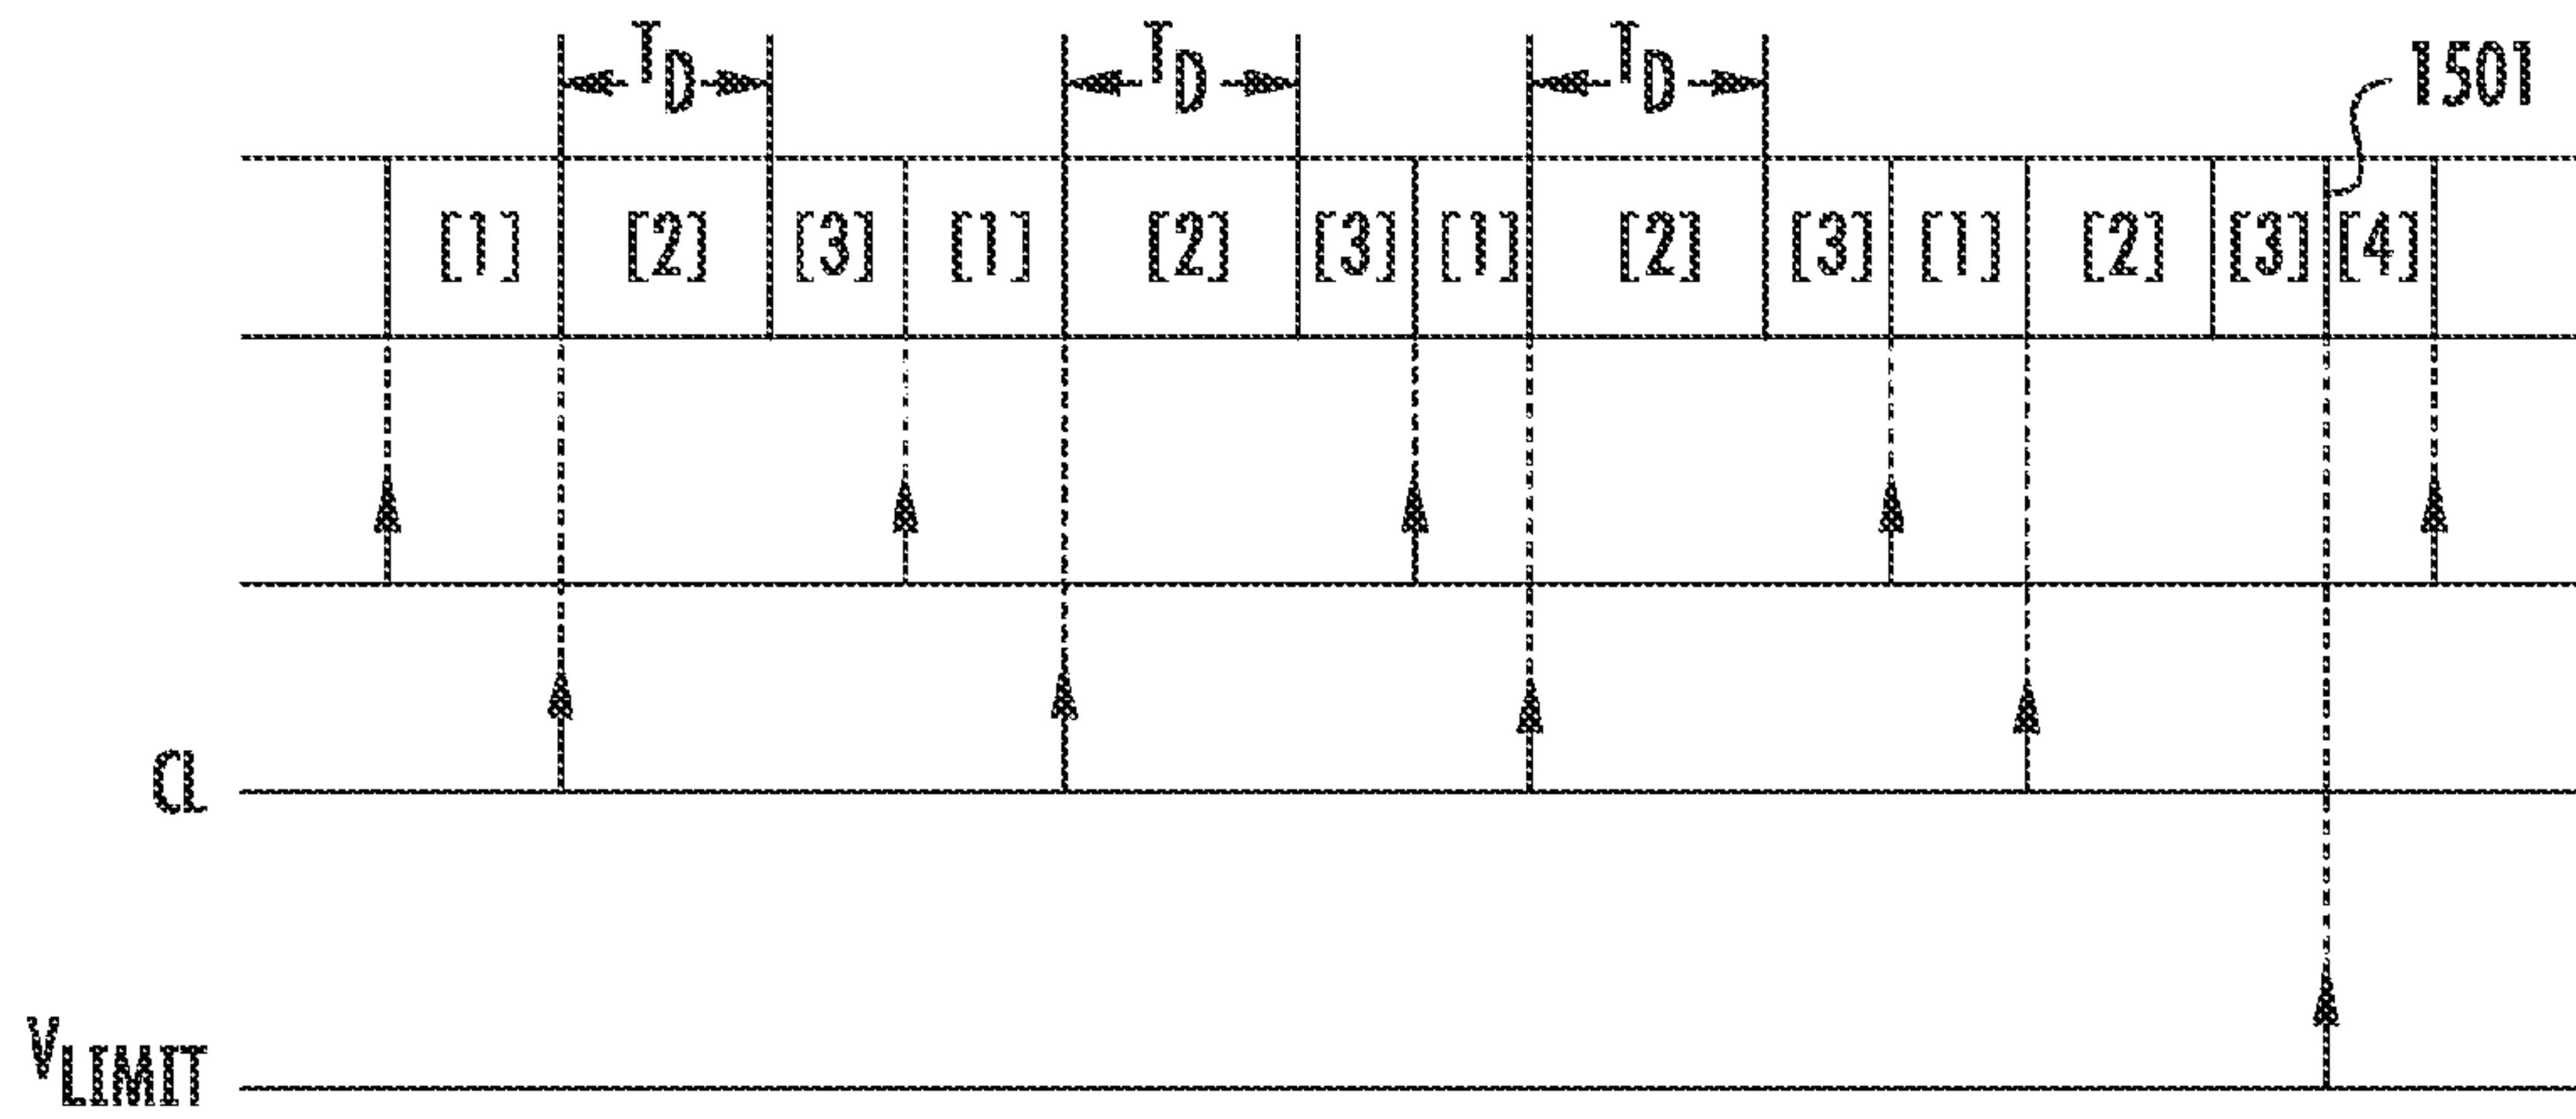 T_D T_D T_D 1501
[1] [2] [3] [1] [2] [3] [1] [2] [3] [1] [2] [3] [4]
CL
V_LIMIT